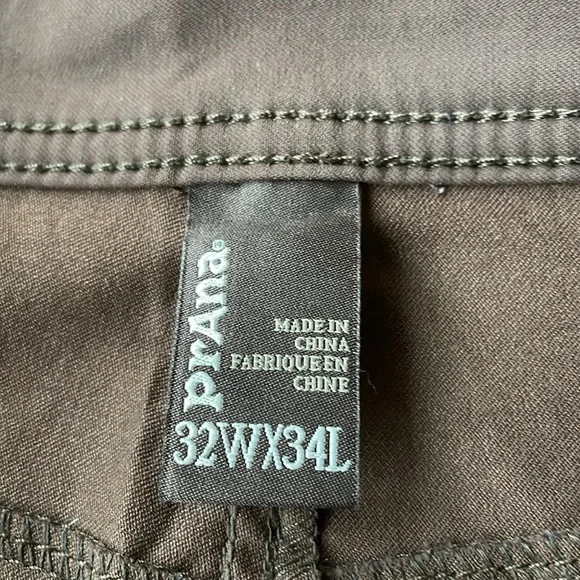 prAna
MADE IN
CHINA
FABRIQUE EN
CHINE
32WX34L